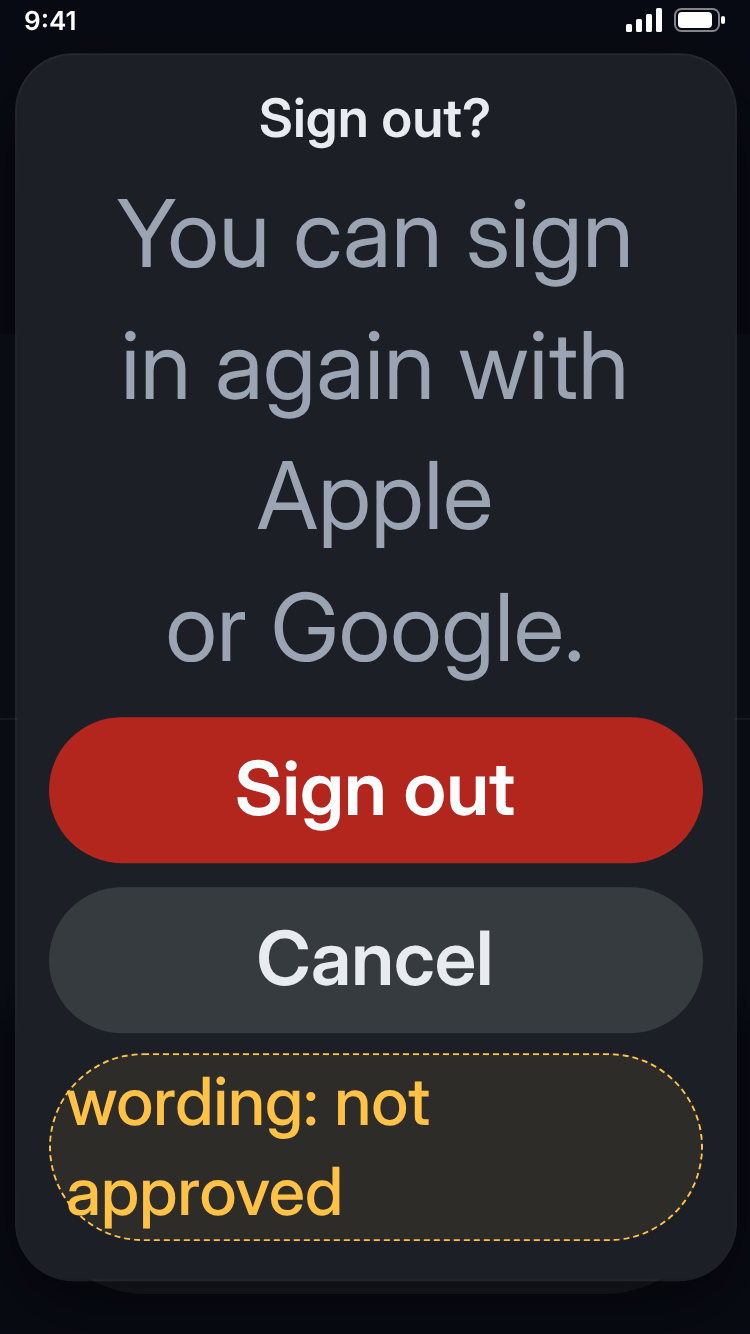 9:41
Sign out?
You can sign
in again with
Apple
or Google.
Sign out
Cancel
wording: not
approved